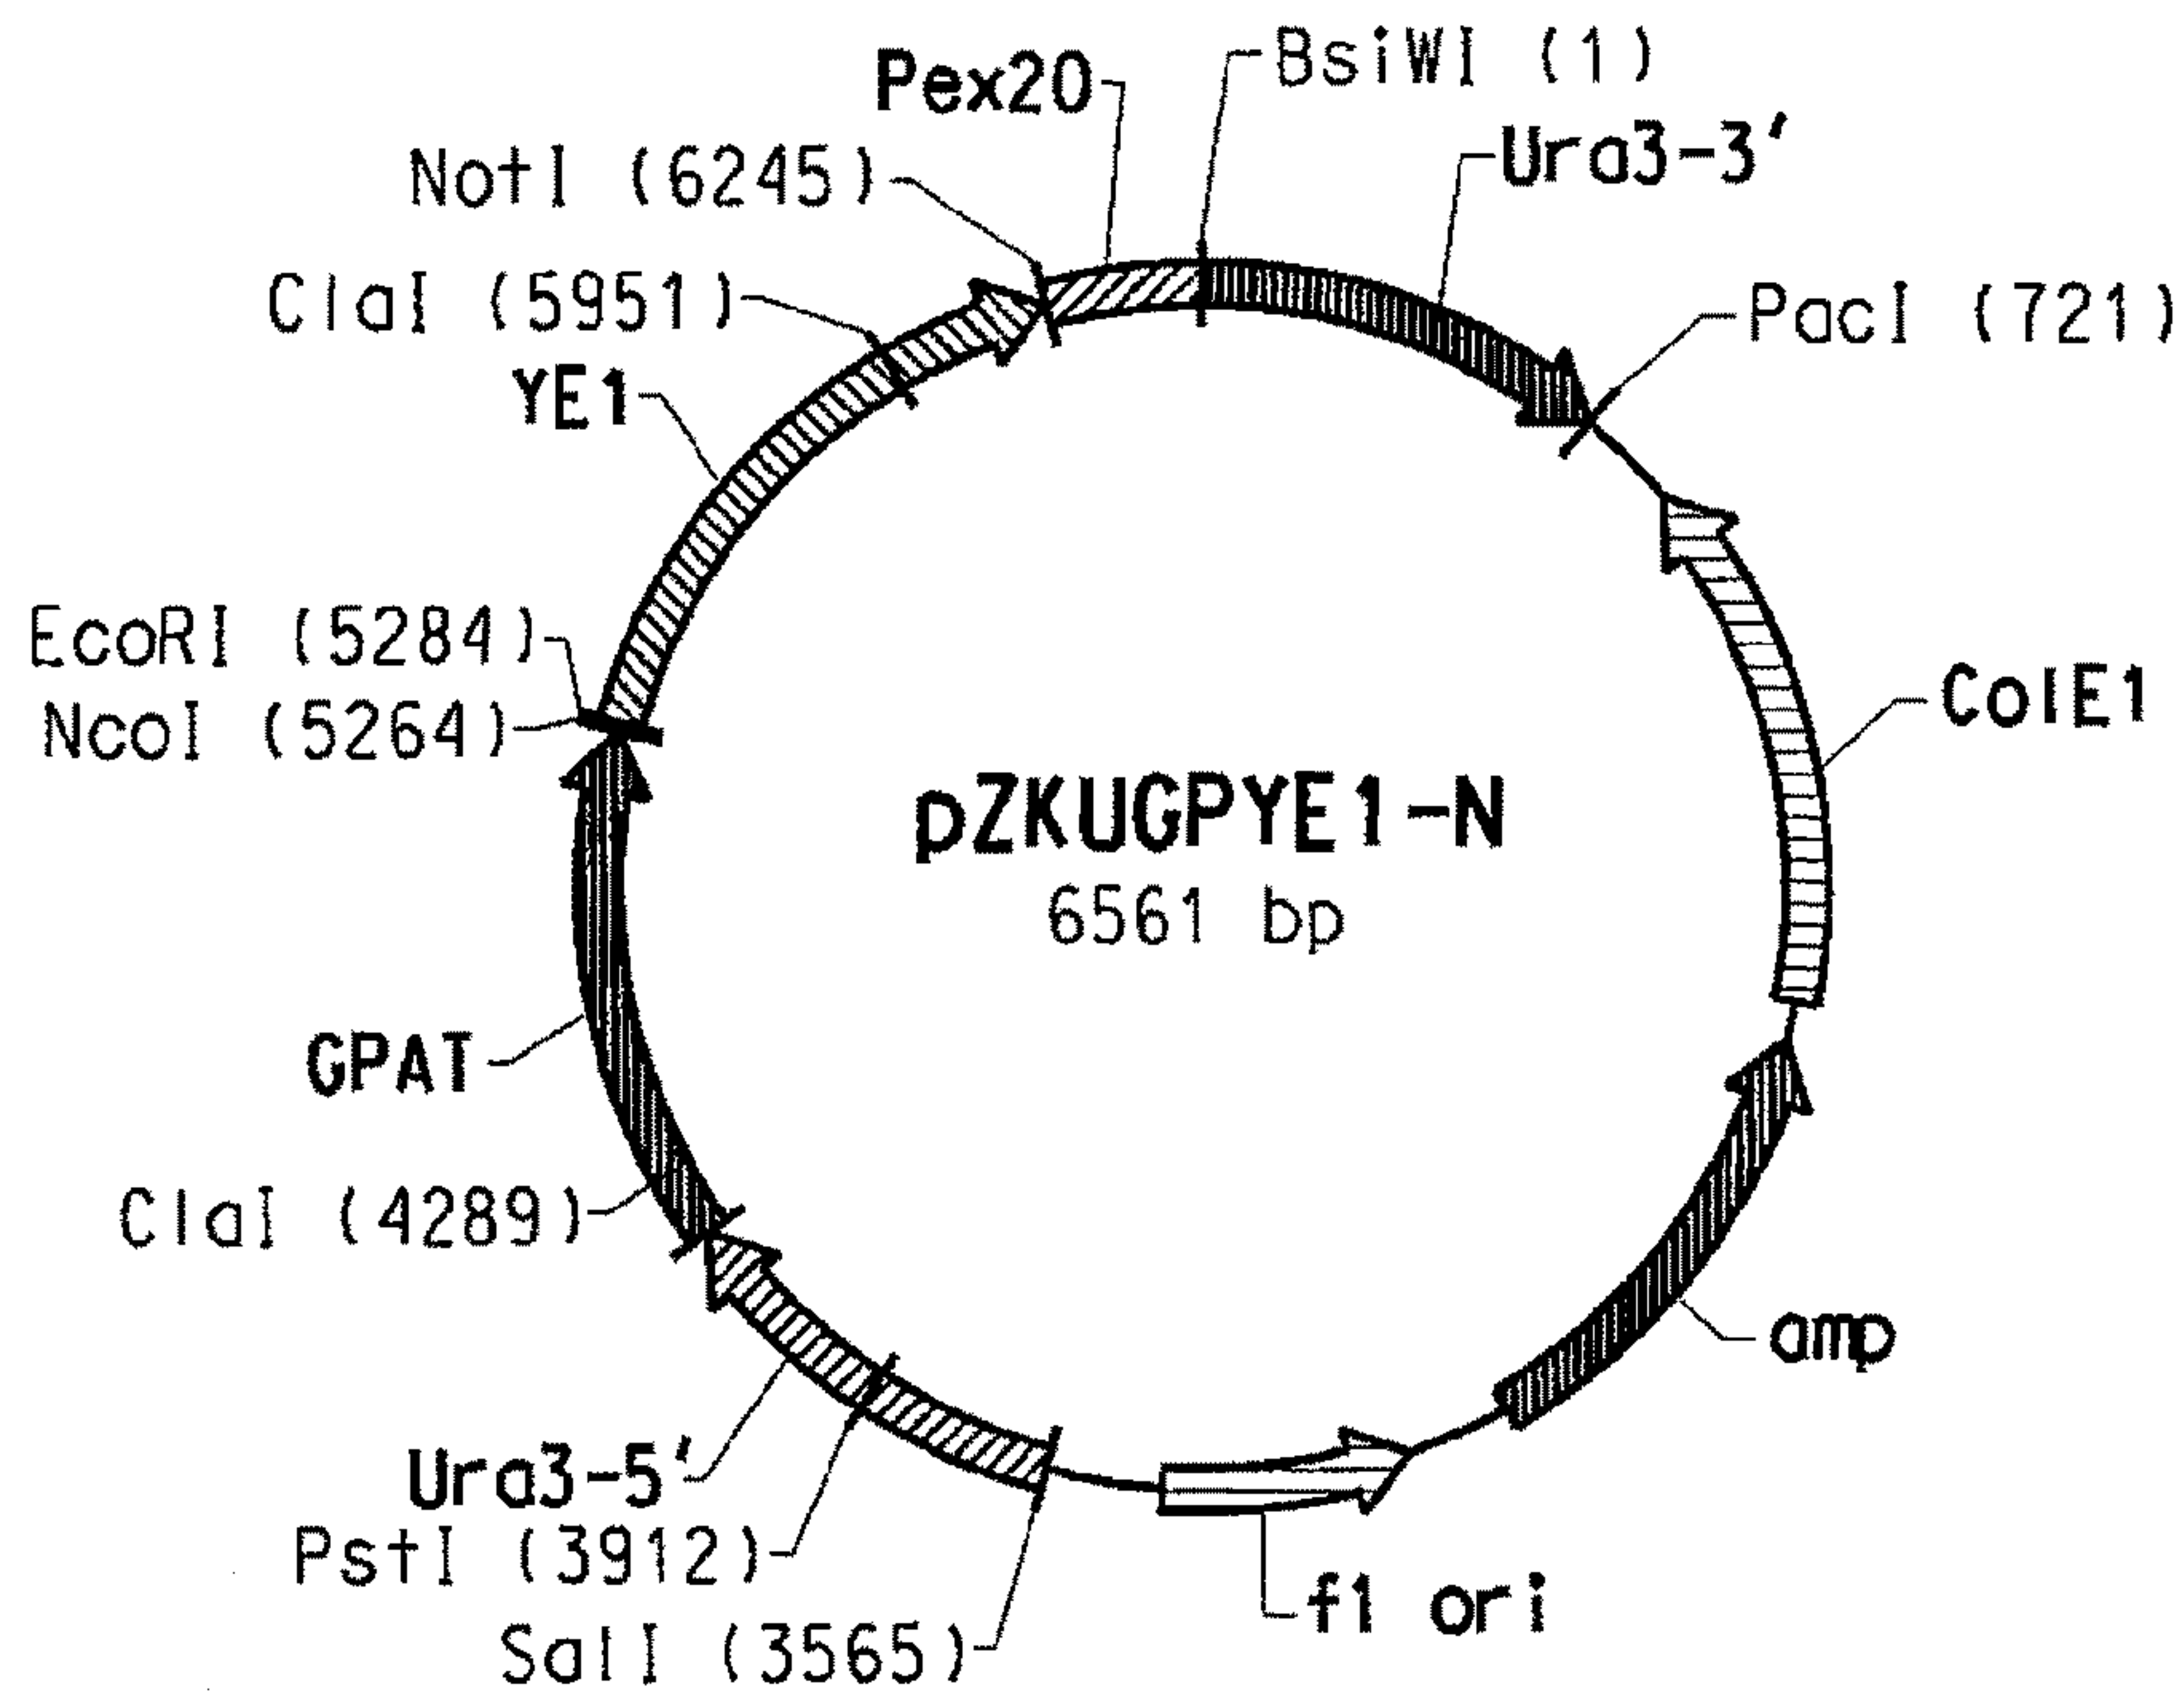 Pex20
BsiWI (1)
Ura3-3'
NotI (6245)
ClaI (5951)
PacI (721)
YE1
EcoRI (5284)
NcoI (5264)
ColE1
pZKUGPYE1-N
6561 bp
GPAT
ClaI (4289)
amp
Ura3-5'
PstI (3912)
f1 ori
SalI (3565)